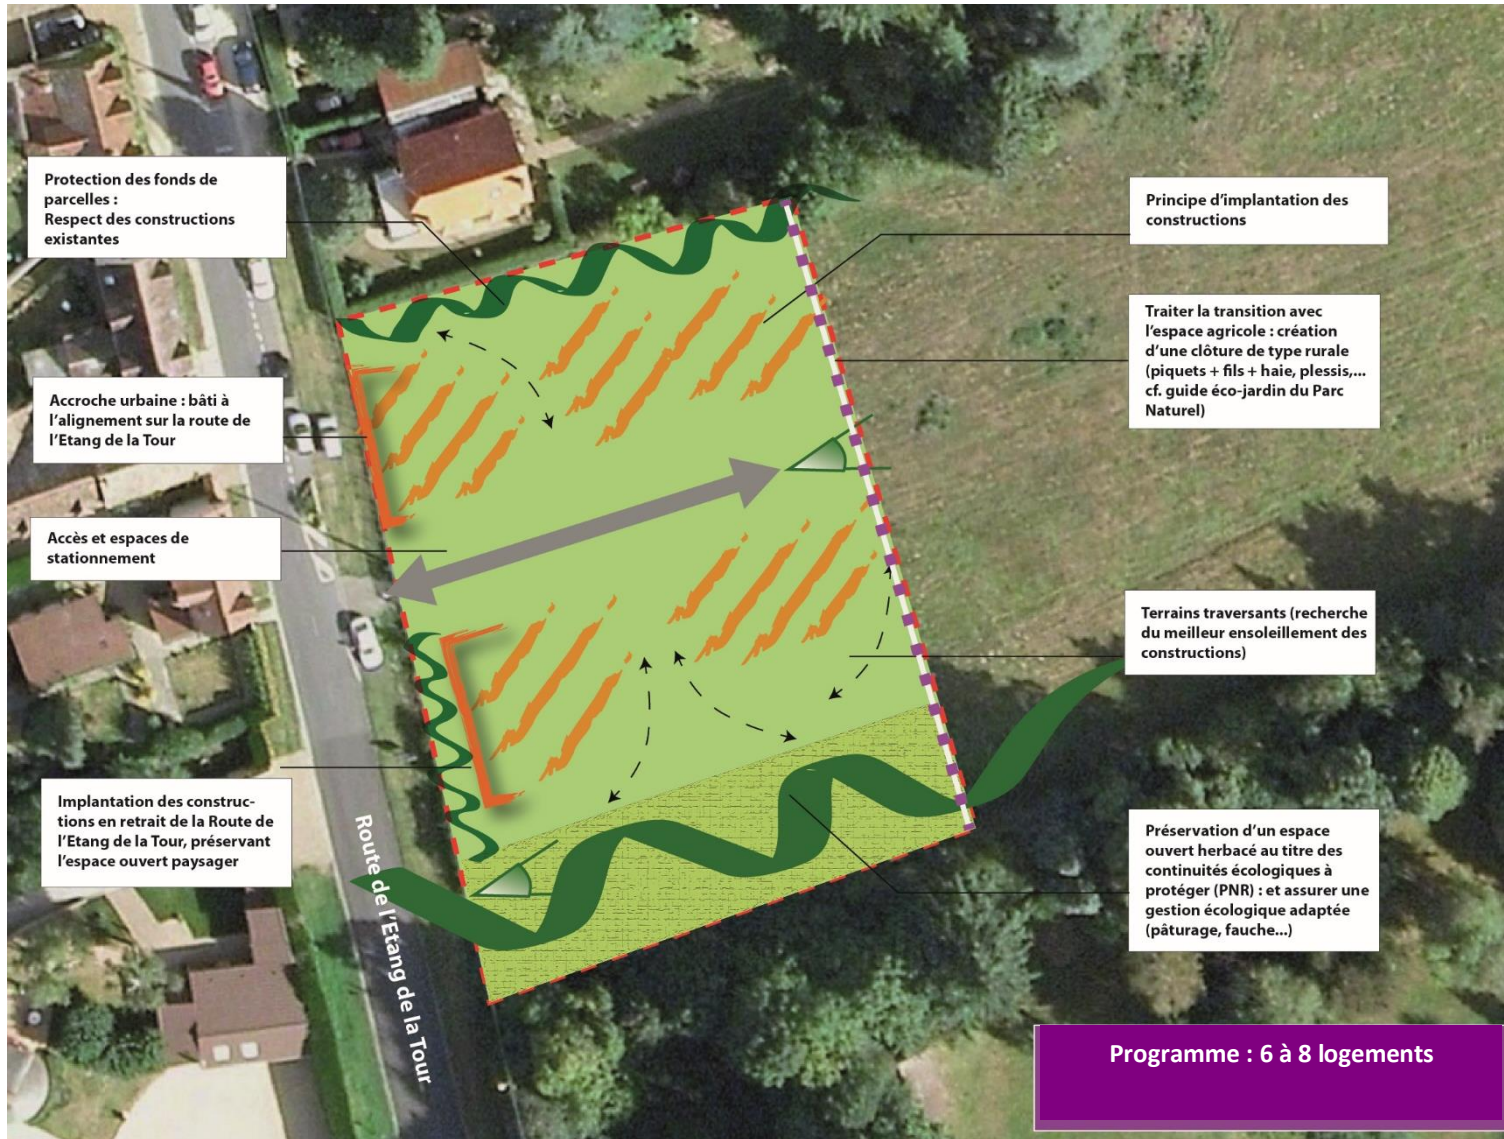 Protection des fonds de
parcelles :
Respect des constructions
existantes
Accroche urbaine : bâti à
l'alignement sur la route de
l'Etang de la Tour
Accès et espaces de
stationnement
Implantation des construc-
tions en retrait de la Route de
l'Etang de la Tour, préservant
l'espace ouvert paysager
Route de l'Etang de la Tour
Principe d'implantation des
constructions
Traiter la transition avec
l'espace agricole : création
d'une clôture de type rurale
(piquets + fils + haie, plessis,...
cf. guide éco-jardin du Parc
Naturel)
Terrains traversants (recherche
du meilleur ensoleillement des
constructions)
Préservation d'un espace
ouvert herbacé au titre des
continuités écologiques à
protéger (PNR) : et assurer une
gestion écologique adaptée
(pâturage, fauche...)
Programme : 6 à 8 logements